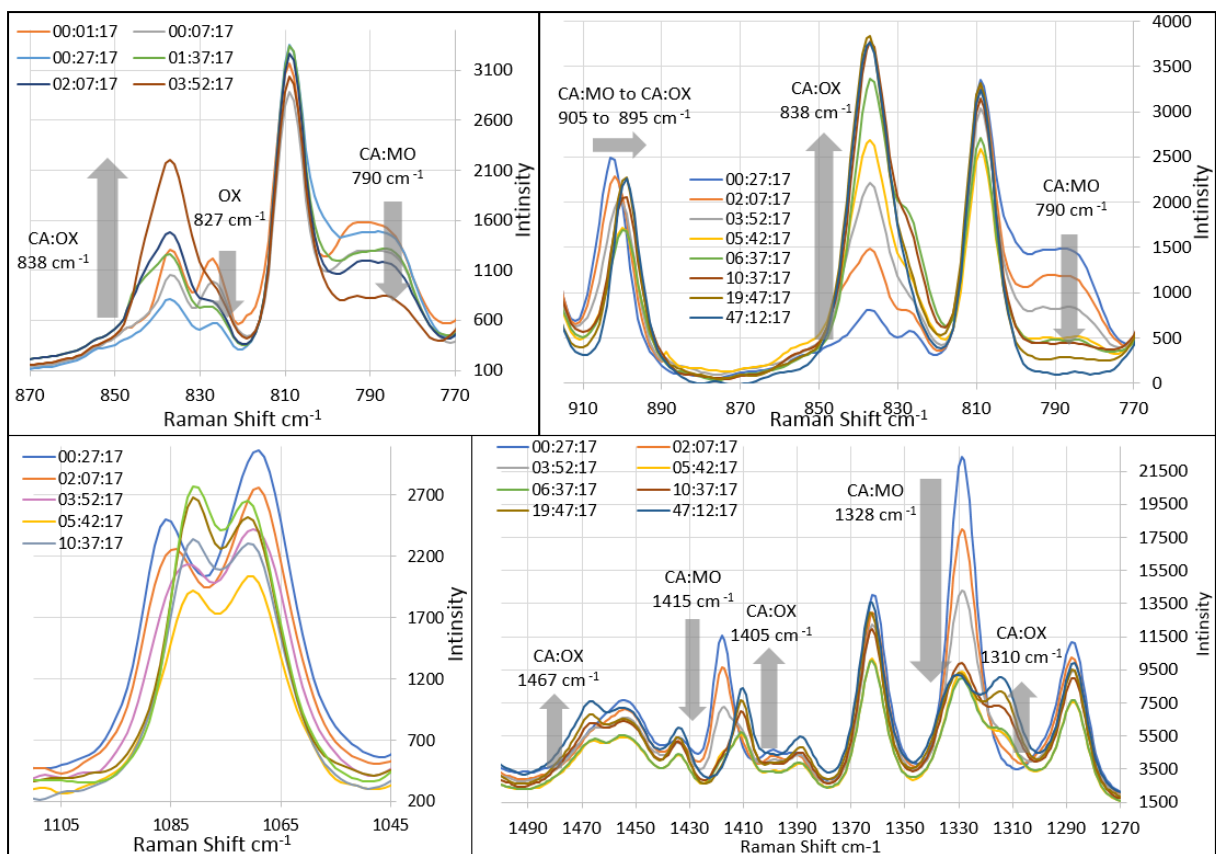 00:01:17 00:07:17
00:27:17 01:37:17
02:07:17 03:52:17
CA:OX
838 cm-1
OX
827 cm-1
CA:MO
790 cm-1
3100
2600
2100
1600
1100
600
100
Intinsity
870 850 830 810 790 770
Raman Shift cm-1
CA:MO to CA:OX
905 to 895 cm-1
CA:OX
838 cm-1
CA:MO
790 cm-1
00:27:17
02:07:17
03:52:17
05:42:17
06:37:17
10:37:17
19:47:17
47:12:17
4000
3500
3000
2500
2000
1500
1000
500
0
Intinsity
910 890 870 850 830 810 790 770
Raman Shift cm-1
00:27:17
02:07:17
03:52:17
05:42:17
10:37:17
2700
2200
1700
1200
700
200
Intensity
1105 1085 1065 1045
Raman Shift cm-1
00:27:17 02:07:17
03:52:17 05:42:17
06:37:17 10:37:17
19:47:17 47:12:17
CA:OX
1467 cm-1
CA:MO
1415 cm-1
CA:OX
1405 cm-1
CA:MO
1328 cm-1
CA:OX
1310 cm-1
21500
19500
17500
15500
13500
11500
9500
7500
5500
3500
1500
Intensity
1490 1470 1450 1430 1410 1390 1370 1350 1330 1310 1290 1270
Raman Shift cm-1